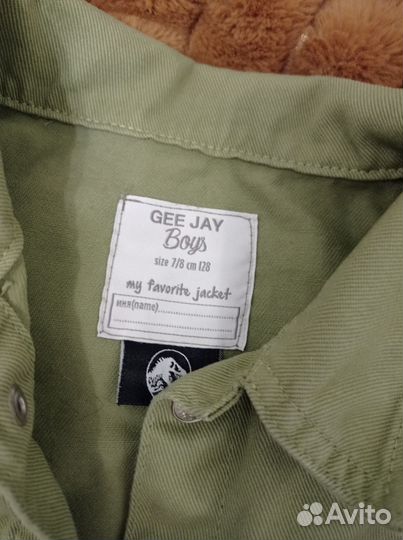 GEE JAY
Boys
size 7/8 cm 128
my favorite jacket
имя(name)
Avito